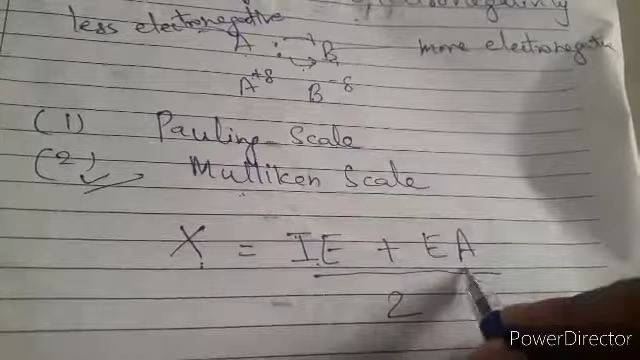 less electronegative
A : B more electronegative
A+δ B-δ
(1) Pauling Scale
(2) Mulliken Scale
X = IE + EA
2
PowerDirector